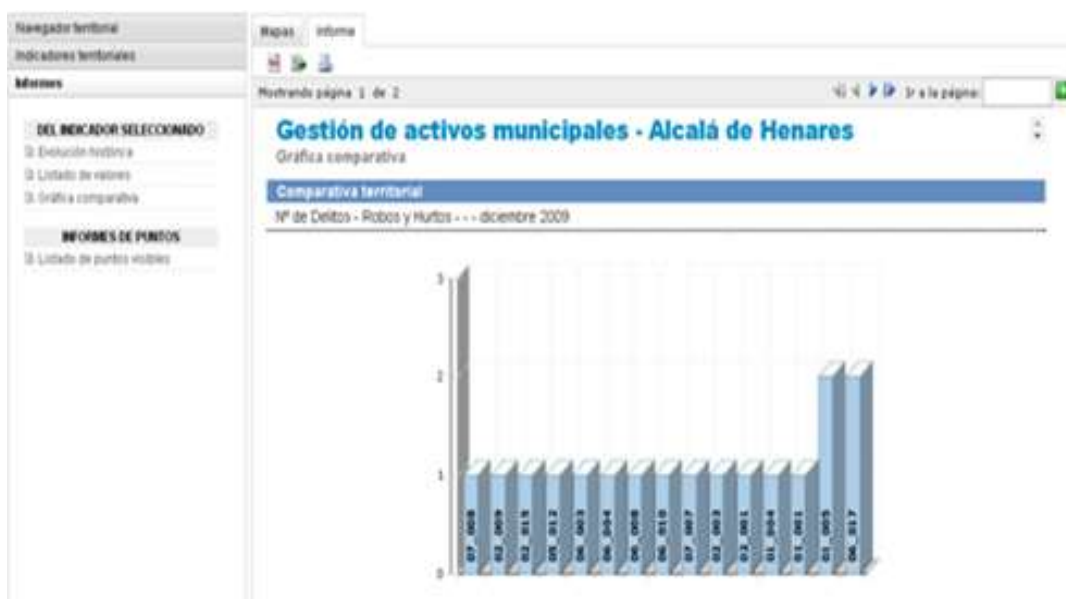 Navegador territorial
Indicadores territoriales
Informes
DEL INDICADOR SELECCIONADO
Evolución histórica
Listado de valores
Gráfica comparativa
INFORMES DE PUNTOS
Listado de puntos visibles
Mapas Informe
Mostrando página 1 de 2
Ir a la página:
Gestión de activos municipales - Alcalá de Henares
Gráfica comparativa
Comparativa territorial
Nº de Delitos - Robos y Hurtos - - - diciembre 2009
3
2
1
0
07_008
02_009
02_015
05_012
06_003
06_004
06_008
06_010
07_007
02_003
02_001
01_004
01_001
01_005
06_017